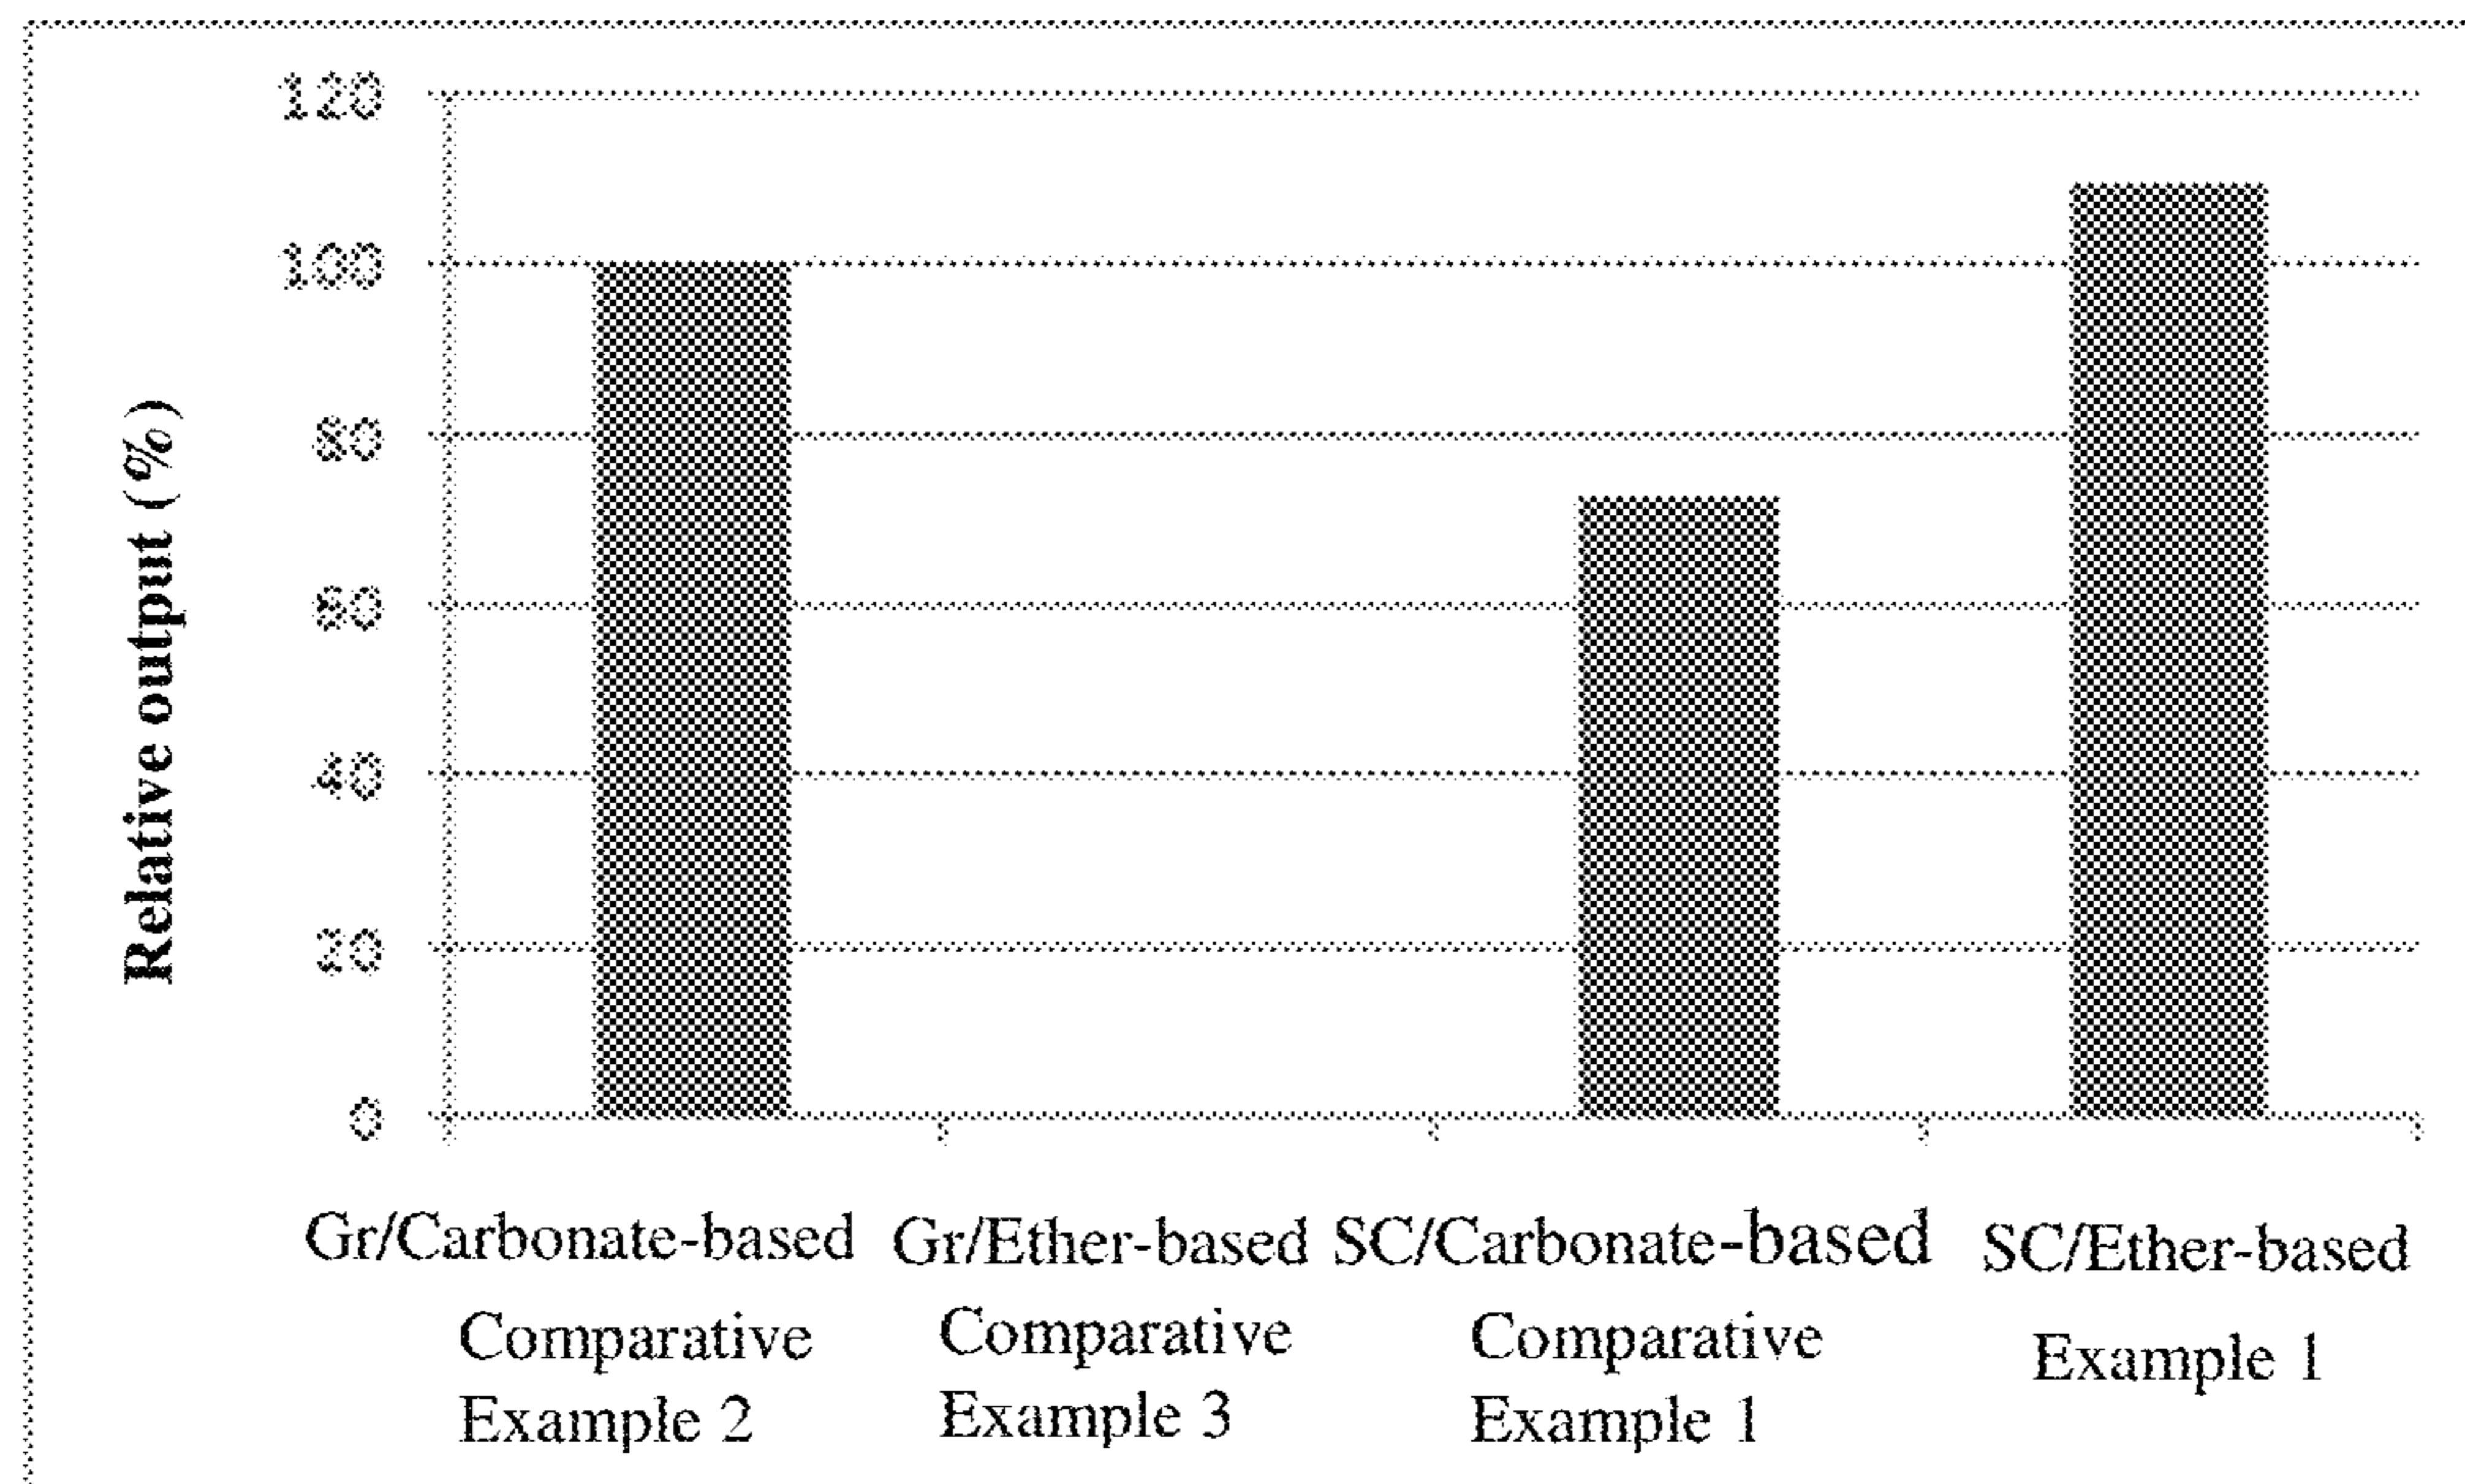 120
100
80
60
40
20
0
Relative output (%)
Gr/Carbonate-based Gr/Ether-based SC/Carbonate-based SC/Ether-based
Comparative Comparative Comparative Example 1
Example 2 Example 3 Example 1